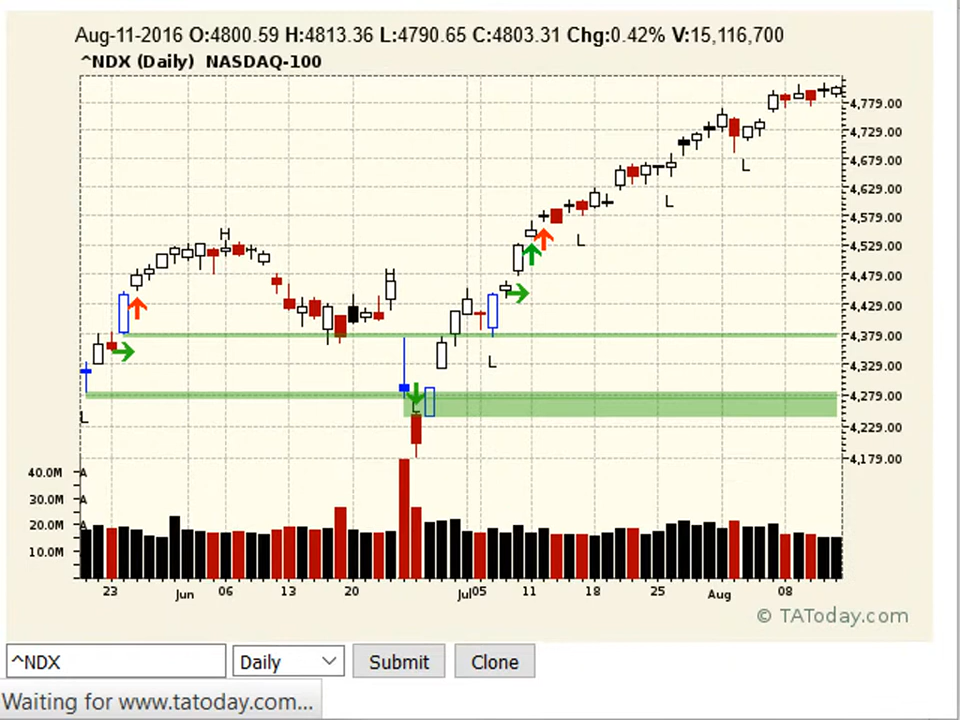 Aug-11-2016 O:4800.59 H:4813.36 L:4790.65 C:4803.31 Chg:0.42% V:15,116,700
^NDX (Daily) NASDAQ-100
4,779.00
4,729.00
4,679.00
L
L
4,629.00
4,579.00
H
L
4,529.00
H
4,479.00
4,429.00
4,379.00
L
4,329.00
4,279.00
L
L
4,229.00
4,179.00
40.0M A
30.0M A
20.0M A
10.0M
23 Jun 06 13 20 Jul05 11 18 25 Aug 08
© TAToday.com
^NDX Daily Submit Clone
Waiting for www.tatoday.com...